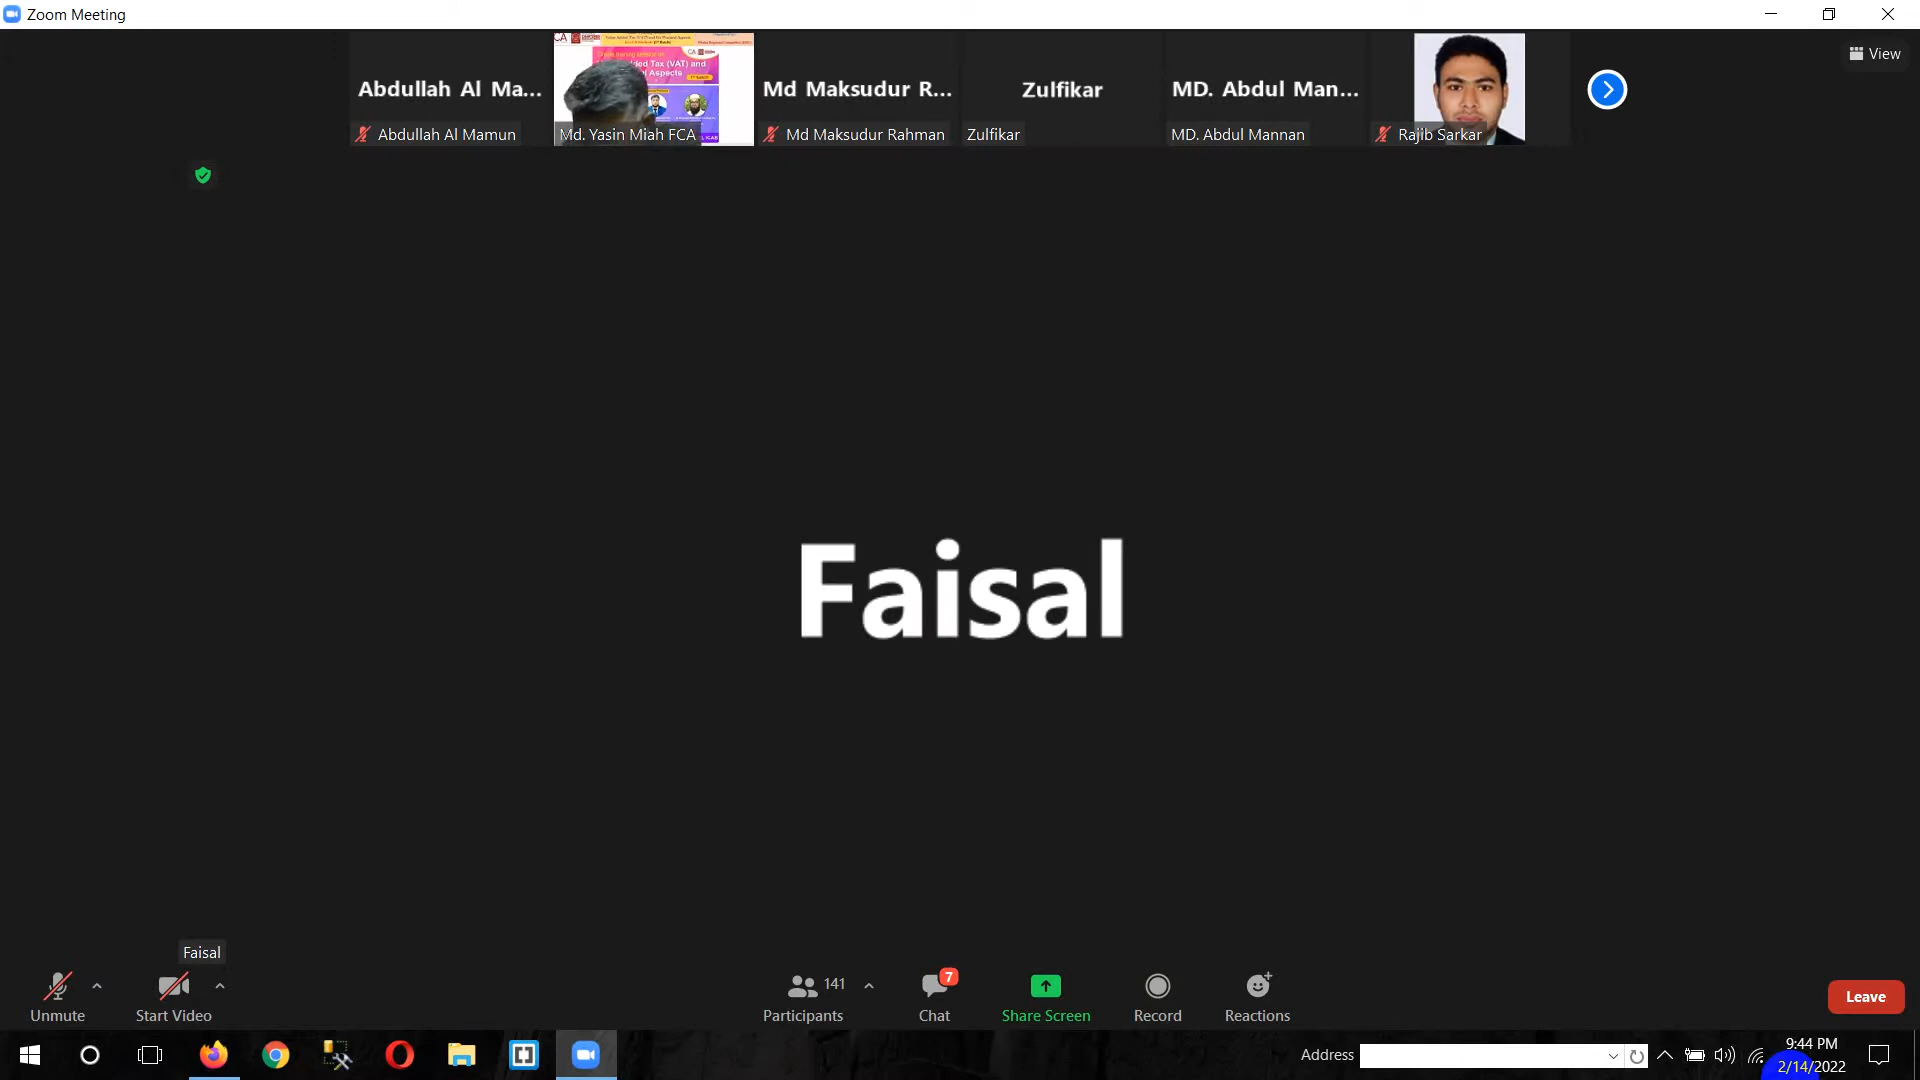 Zoom Meeting
View
Abdullah Al Ma...
Abdullah Al Mamun
Tax (VAT) and
Aspects
Md. Yasin Miah FCA
Md Maksudur R...
Md Maksudur Rahman
Zulfikar
Zulfikar
MD. Abdul Man...
MD. Abdul Mannan
Rajib Sarkar
Faisal
Faisal
Unmute
Start Video
141
Participants
7
Chat
Share Screen
Record
Reactions
Leave
Address
9:44 PM
2/14/2022